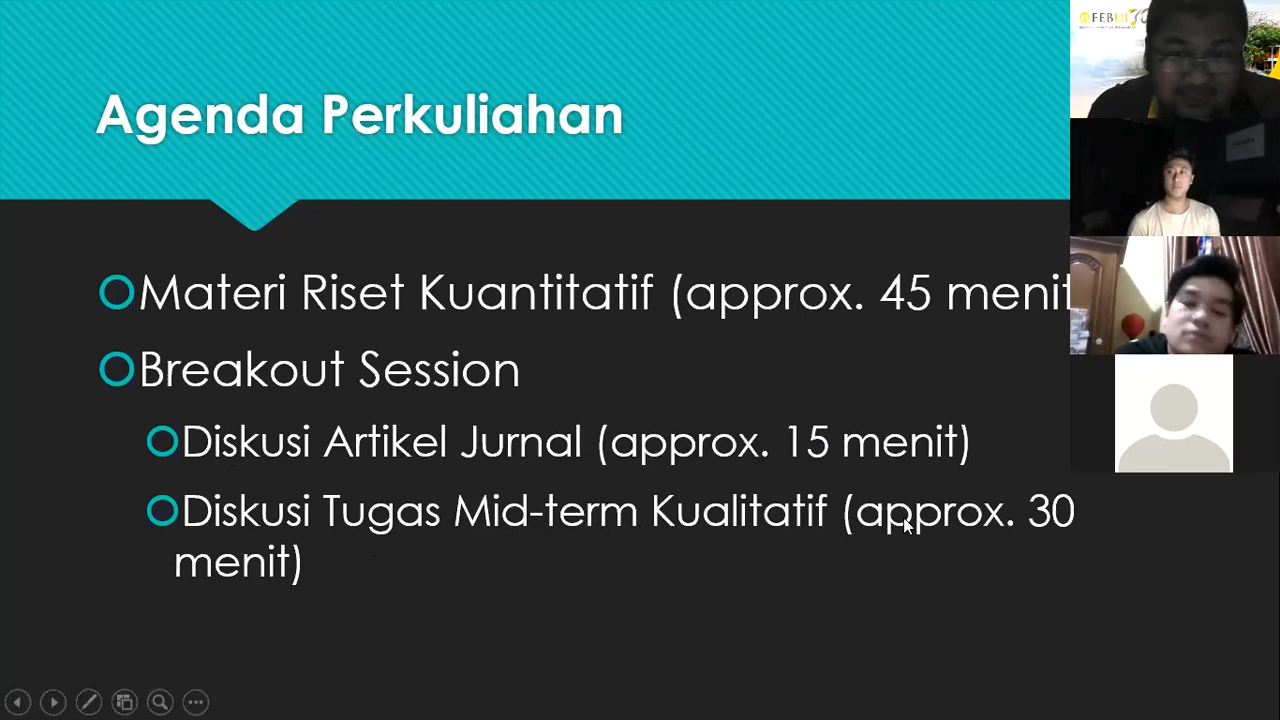 Agenda Perkuliahan
Materi Riset Kuantitatif (approx. 45 menit
Breakout Session
Diskusi Artikel Jurnal (approx. 15 menit)
Diskusi Tugas Mid-term Kualitatif (approx. 30
menit)
FEBUI